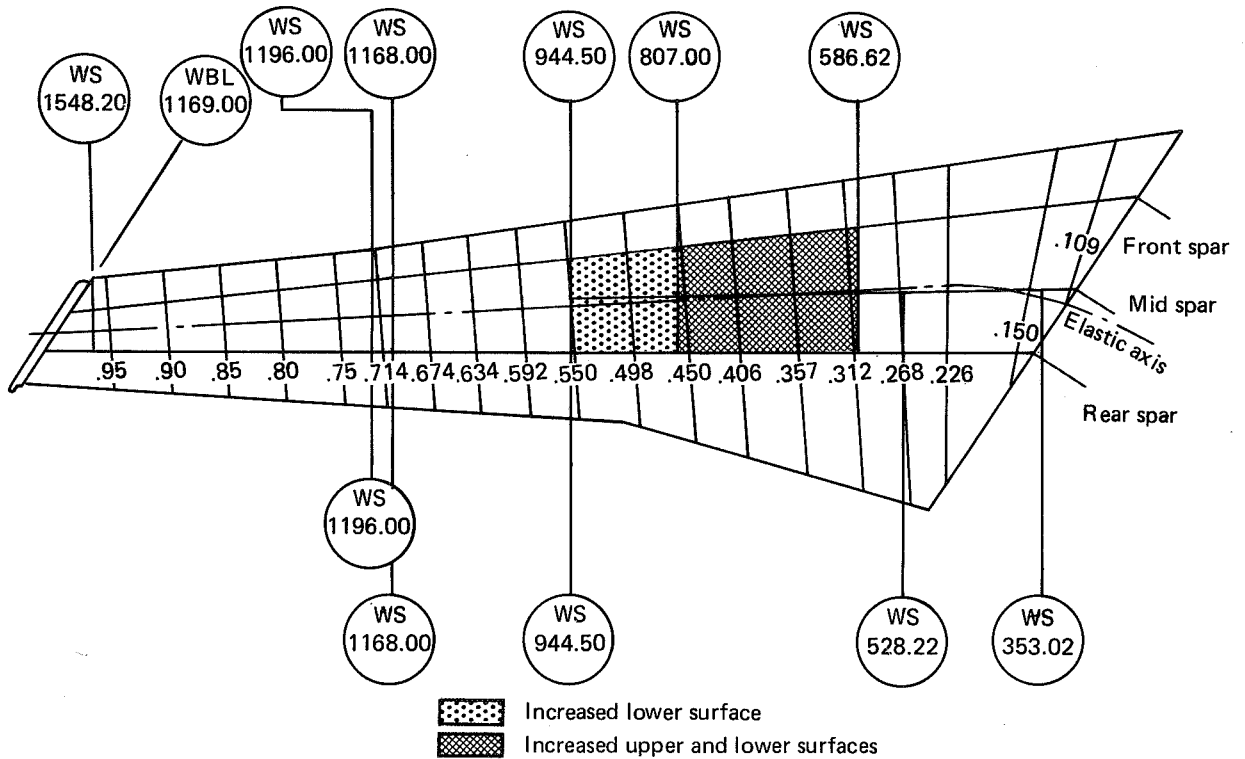 WS
1548.20
WBL
1169.00
WS
1196.00
WS
1168.00
WS
944.50
WS
807.00
WS
586.62
.109
Front spar
Mid spar
.150
Elastic axis
Rear spar
.95 .90 .85 .80 .75 .714 .674 .634 .592 .550 .498 .450 .406 .357 .312 .268 .226
WS
1196.00
WS
1168.00
WS
944.50
WS
528.22
WS
353.02
Increased lower surface
Increased upper and lower surfaces